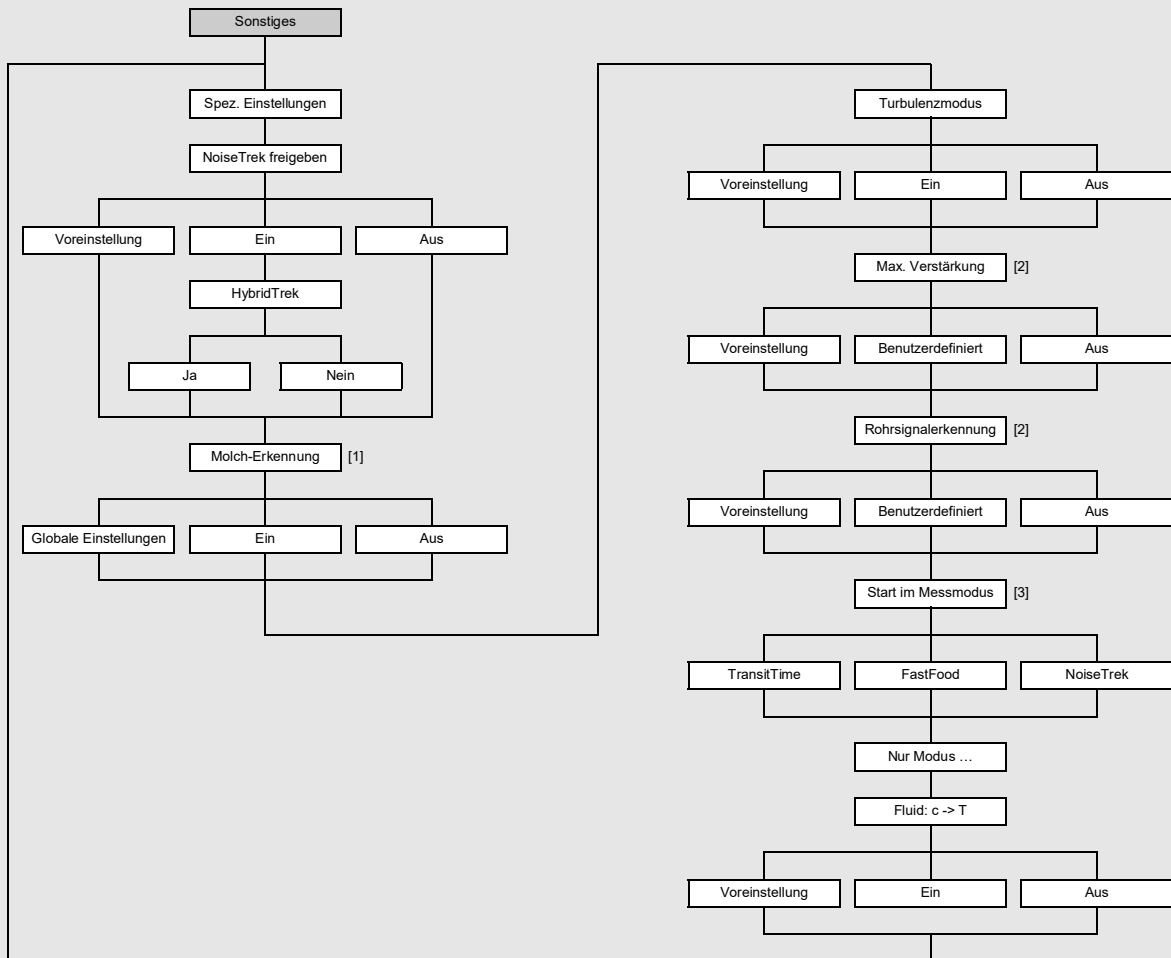 Sonstiges
Spez. Einstellungen
NoiseTrek freigeben
Voreinstellung
Ein
Aus
HybridTrek
Ja
Nein
Molch-Erkennung [1]
Globale Einstellungen
Ein
Aus
Turbulenzmodus
Voreinstellung
Ein
Aus
Max. Verstärkung [2]
Voreinstellung
Benutzerdefiniert
Aus
Rohrsignalerkennung [2]
Voreinstellung
Benutzerdefiniert
Aus
Start im Messmodus [3]
TransitTime
FastFood
NoiseTrek
Nur Modus …
Fluid: c -> T
Voreinstellung
Ein
Aus